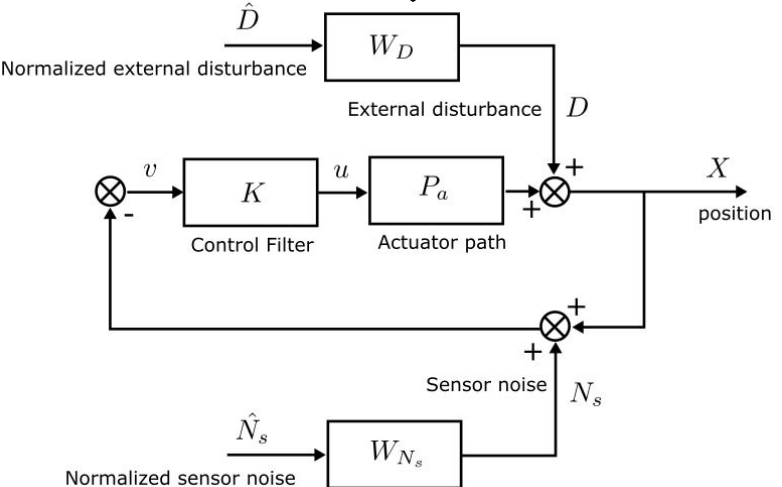 D̂
W_D
Normalized external disturbance
External disturbance
D
+
v
K
u
P_a
X
+
-
position
Control Filter
Actuator path
+
+
Sensor noise
N_s
N̂_s
W_{N_s}
Normalized sensor noise